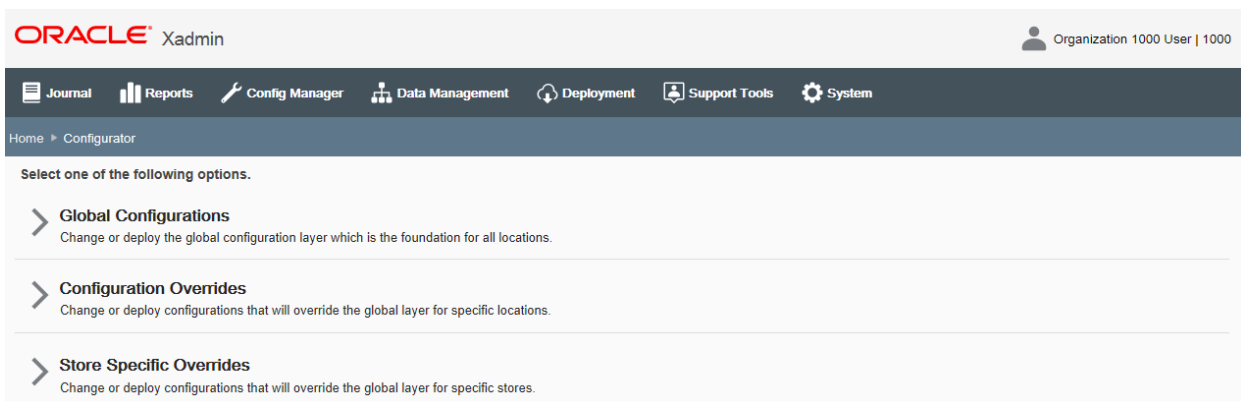 ORACLE® Xadmin
Organization 1000 User | 1000
Journal Reports Config Manager Data Management Deployment Support Tools System
Home ▸ Configurator
Select one of the following options.
Global Configurations
Change or deploy the global configuration layer which is the foundation for all locations.
Configuration Overrides
Change or deploy configurations that will override the global layer for specific locations.
Store Specific Overrides
Change or deploy configurations that will override the global layer for specific stores.